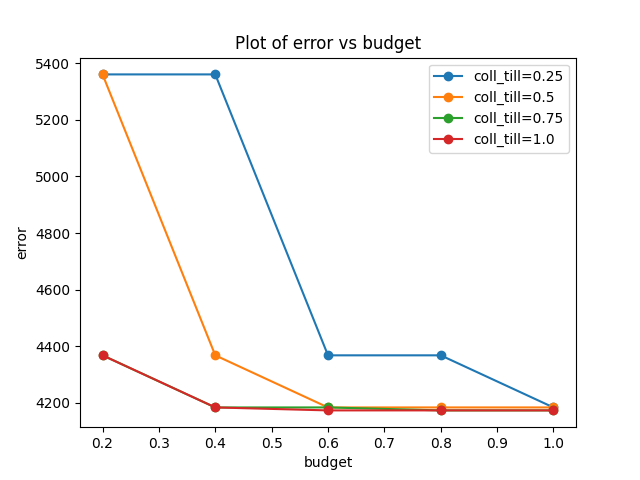 Plot of error vs budget
5400
5200
5000
4800
4600
4400
4200
error
coll_till=0.25
coll_till=0.5
coll_till=0.75
coll_till=1.0
0.2 0.3 0.4 0.5 0.6 0.7 0.8 0.9 1.0
budget